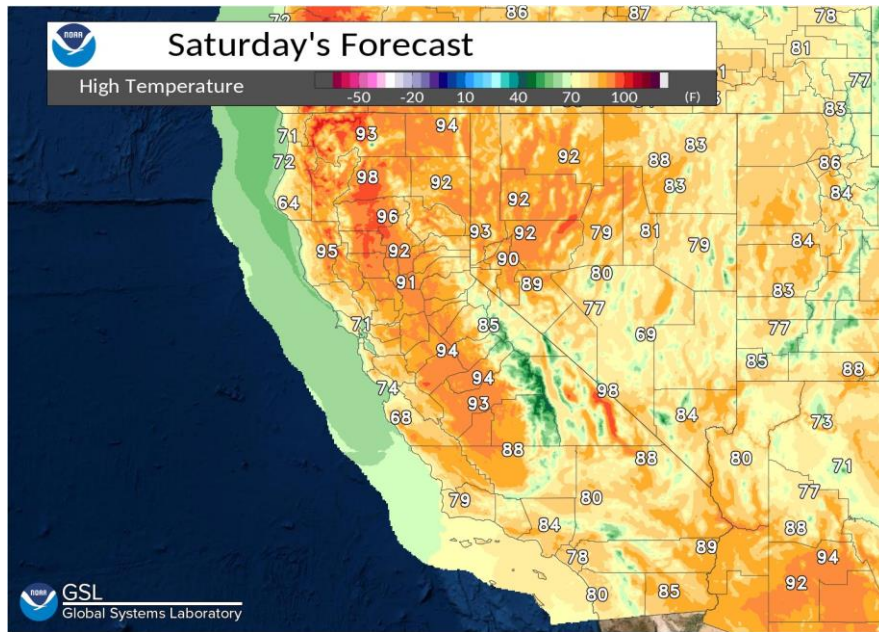 72 86 87 78
NOAA
Saturday's Forecast
81
High Temperature
-50 -20 10 40 70 100 (F)
77
83
71 93 94 83
72 92 88 86
98 92 83 84
64 96 92
95 92 93 92 79 81 79 84
90
91 89 80 83
77
71 85 69 77
94 85 88
74 94 98
68 93 84 73
88 88 80 71
79 80 77
84 88
78 89 94
80 85 92
NOAA
GSL
Global Systems Laboratory